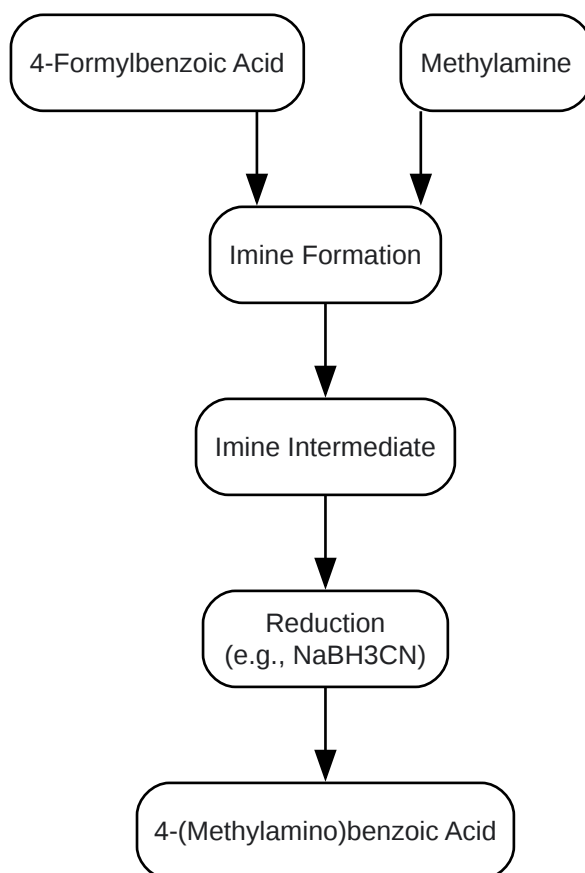 4-Formylbenzoic Acid
Methylamine
Imine Formation
Imine Intermediate
Reduction
(e.g., NaBH3CN)
4-(Methylamino)benzoic Acid